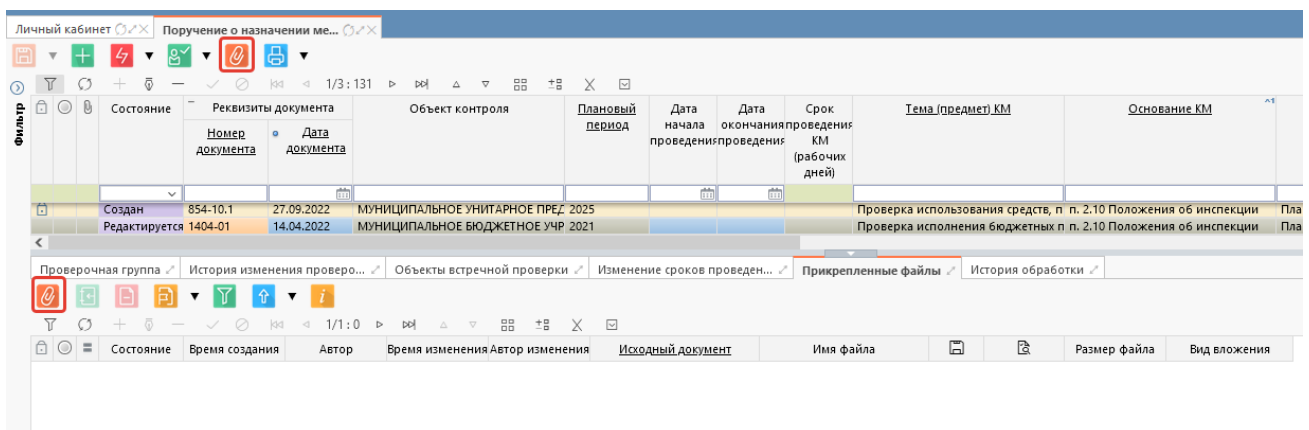 Личный кабинет Поручение о назначении ме...
1/3 : 131
Фильтр
Состояние Реквизиты документа Объект контроля Плановый период Дата начала проведения Дата окончания проведения Срок проведения КМ (рабочих дней) Тема (предмет) КМ Основание КМ
Номер документа Дата документа
Создан 854-10.1 27.09.2022 МУНИЦИПАЛЬНОЕ УНИТАРНОЕ ПРЕД 2025 Проверка использования средств, п п. 2.10 Положения об инспекции Пла
Редактируется 1404-01 14.04.2022 МУНИЦИПАЛЬНОЕ БЮДЖЕТНОЕ УЧР 2021 Проверка исполнения бюджетных п п. 2.10 Положения об инспекции Пла
Проверочная группа История изменения проверо... Объекты встречной проверки Изменение сроков проведен... Прикрепленные файлы История обработки
1/1 : 0
Состояние Время создания Автор Время изменения Автор изменения Исходный документ Имя файла Размер файла Вид вложения